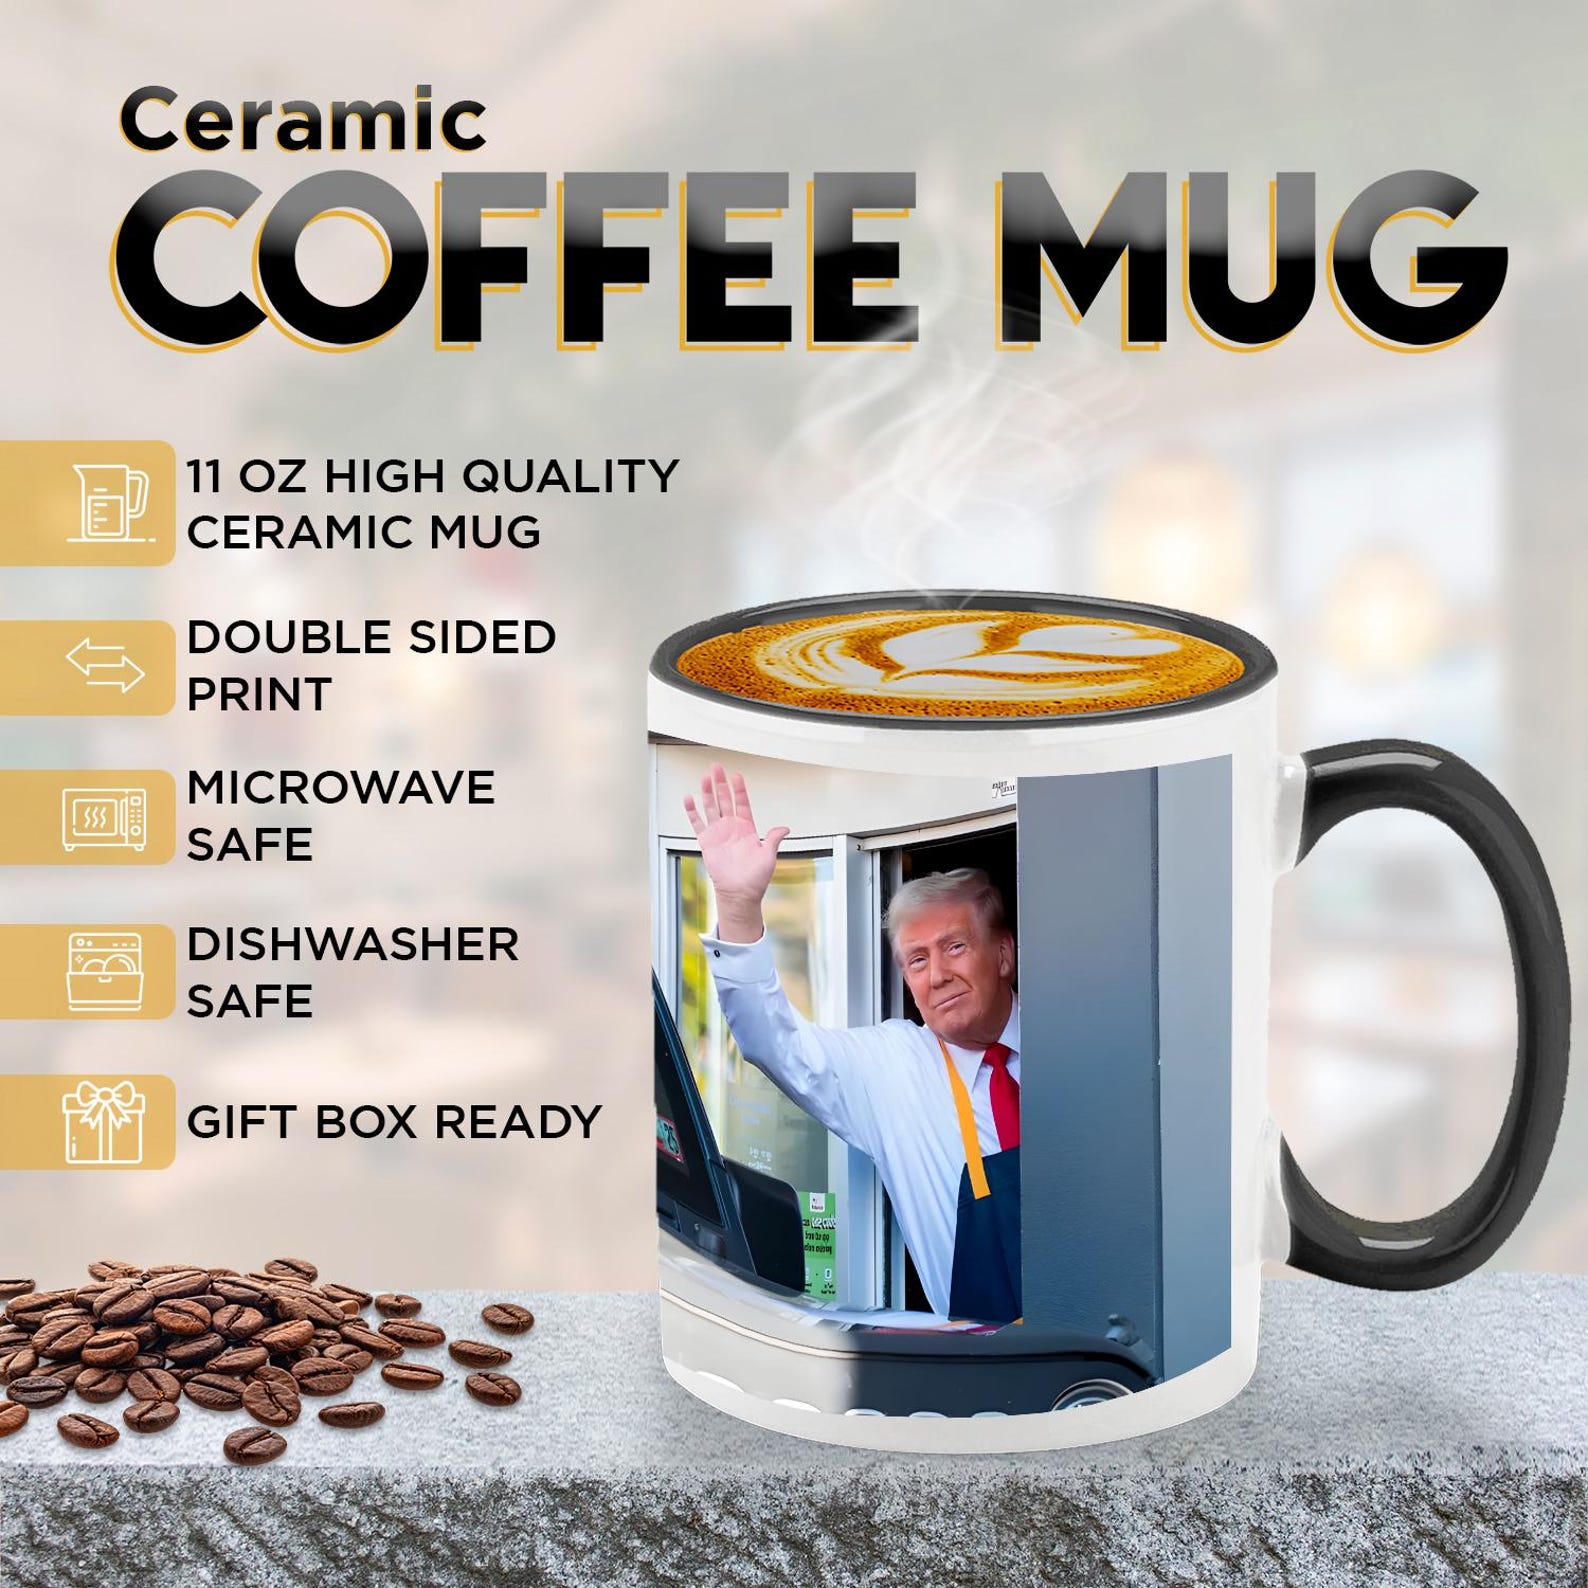 Ceramic
COFFEE MUG
11 OZ HIGH QUALITY
CERAMIC MUG
DOUBLE SIDED
PRINT
MICROWAVE
SAFE
DISHWASHER
SAFE
GIFT BOX READY